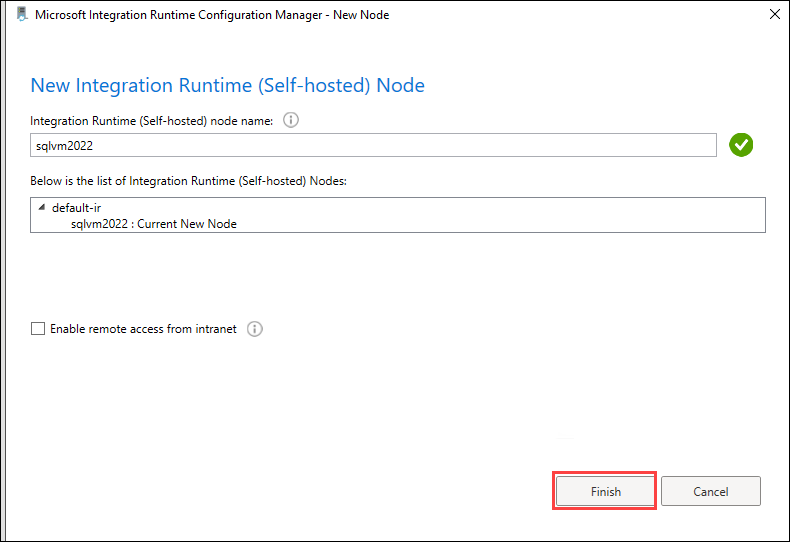 Microsoft Integration Runtime Configuration Manager - New Node
New Integration Runtime (Self-hosted) Node
Integration Runtime (Self-hosted) node name:
sqlvm2022
Below is the list of Integration Runtime (Self-hosted) Nodes:
default-ir
sqlvm2022 : Current New Node
Enable remote access from intranet
Finish
Cancel